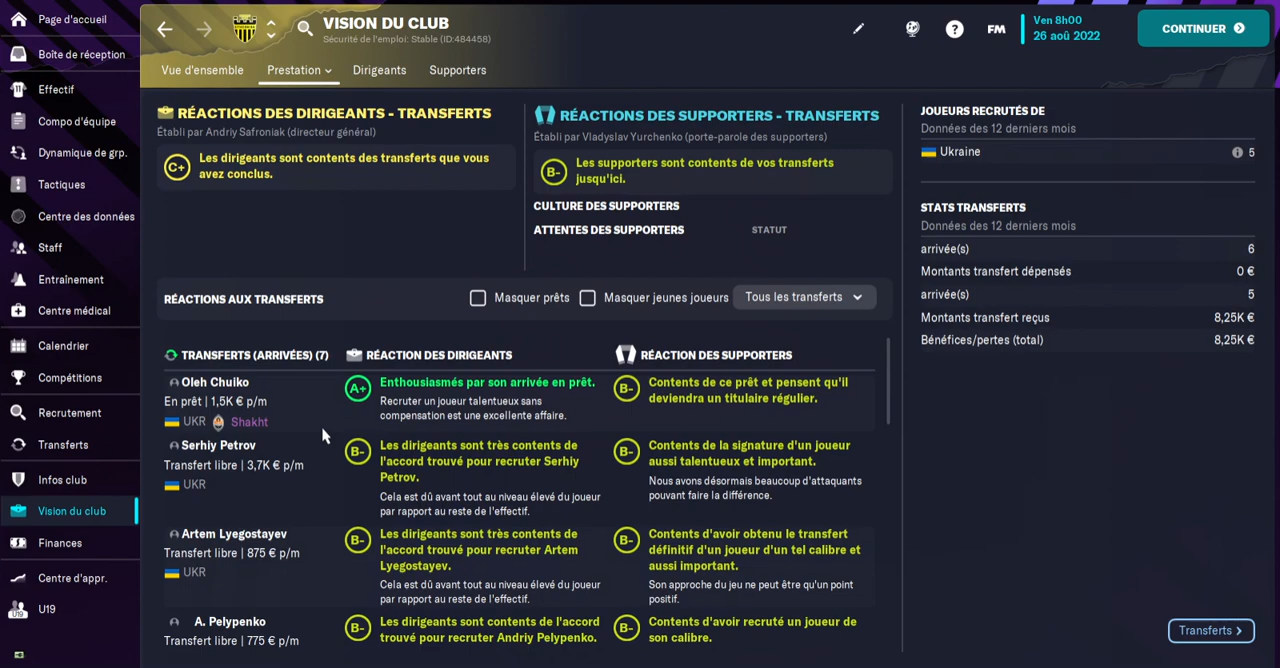 Page d'accueil
Boîte de réception
Effectif
Compo d'équipe
Dynamique de grp.
Tactiques
Centre des données
Staff
Entraînement
Centre médical
Calendrier
Compétitions
Recrutement
Transferts
Infos club
Vision du club
Finances
Centre d'appr.
U19
VISION DU CLUB
Sécurité de l'emploi: Stable (ID:484458)
FM
Ven 8h00
26 aoû 2022
CONTINUER
Vue d'ensemble
Prestation
Dirigeants
Supporters
RÉACTIONS DES DIRIGEANTS - TRANSFERTS
Établi par Andriy Safroniak (directeur général)
C+
Les dirigeants sont contents des transferts que vous
avez conclus.
RÉACTIONS DES SUPPORTERS - TRANSFERTS
Établi par Vladyslav Yurchenko (porte-parole des supporters)
B-
Les supporters sont contents de vos transferts
jusqu'ici.
CULTURE DES SUPPORTERS
ATTENTES DES SUPPORTERS STATUT
RÉACTIONS AUX TRANSFERTS
Masquer prêts
Masquer jeunes joueurs
Tous les transferts
TRANSFERTS (ARRIVÉES) (7)
RÉACTION DES DIRIGEANTS
RÉACTION DES SUPPORTERS
Oleh Chuiko
En prêt | 1,5K € p/m
UKR Shakht
A+
Enthousiasmés par son arrivée en prêt.
Recruter un joueur talentueux sans
compensation est une excellente affaire.
B-
Contents de ce prêt et pensent qu'il
deviendra un titulaire régulier.
Serhiy Petrov
Transfert libre | 3,7K € p/m
UKR
B-
Les dirigeants sont très contents de
l'accord trouvé pour recruter Serhiy
Petrov.
Cela est dû avant tout au niveau élevé du joueur
par rapport au reste de l'effectif.
B-
Contents de la signature d'un joueur
aussi talentueux et important.
Nous avons désormais beaucoup d'attaquants
pouvant faire la différence.
Artem Lyegostayev
Transfert libre | 875 € p/m
UKR
B-
Les dirigeants sont très contents de
l'accord trouvé pour recruter Artem
Lyegostayev.
Cela est dû avant tout au niveau élevé du joueur
par rapport au reste de l'effectif.
B-
Contents d'avoir obtenu le transfert
définitif d'un joueur d'un tel calibre et
aussi important.
Son approche du jeu ne peut être qu'un point
positif.
A. Pelypenko
Transfert libre | 775 € p/m
B-
Les dirigeants sont contents de l'accord
trouvé pour recruter Andriy Pelypenko.
B-
Contents d'avoir recruté un joueur de
son calibre.
JOUEURS RECRUTÉS DE
Données des 12 derniers mois
Ukraine 5
STATS TRANSFERTS
Données des 12 derniers mois
arrivée(s) 6
Montants transfert dépensés 0 €
arrivée(s) 5
Montants transfert reçus 8,25K €
Bénéfices/pertes (total) 8,25K €
Transferts